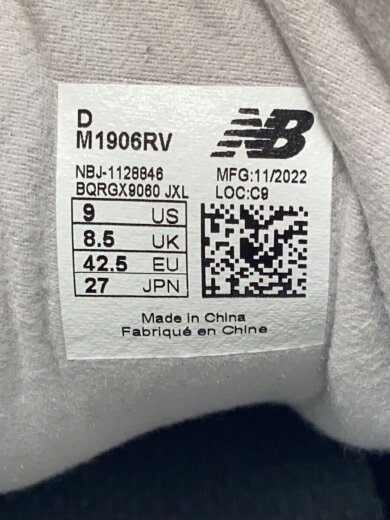 D
M1906RV
NB
NBJ-1128846
BQRGX9060 JXL
MFG:11/2022
LOC:C9
9 US
8.5 UK
42.5 EU
27 JPN
Made in China
Fabriqué en Chine